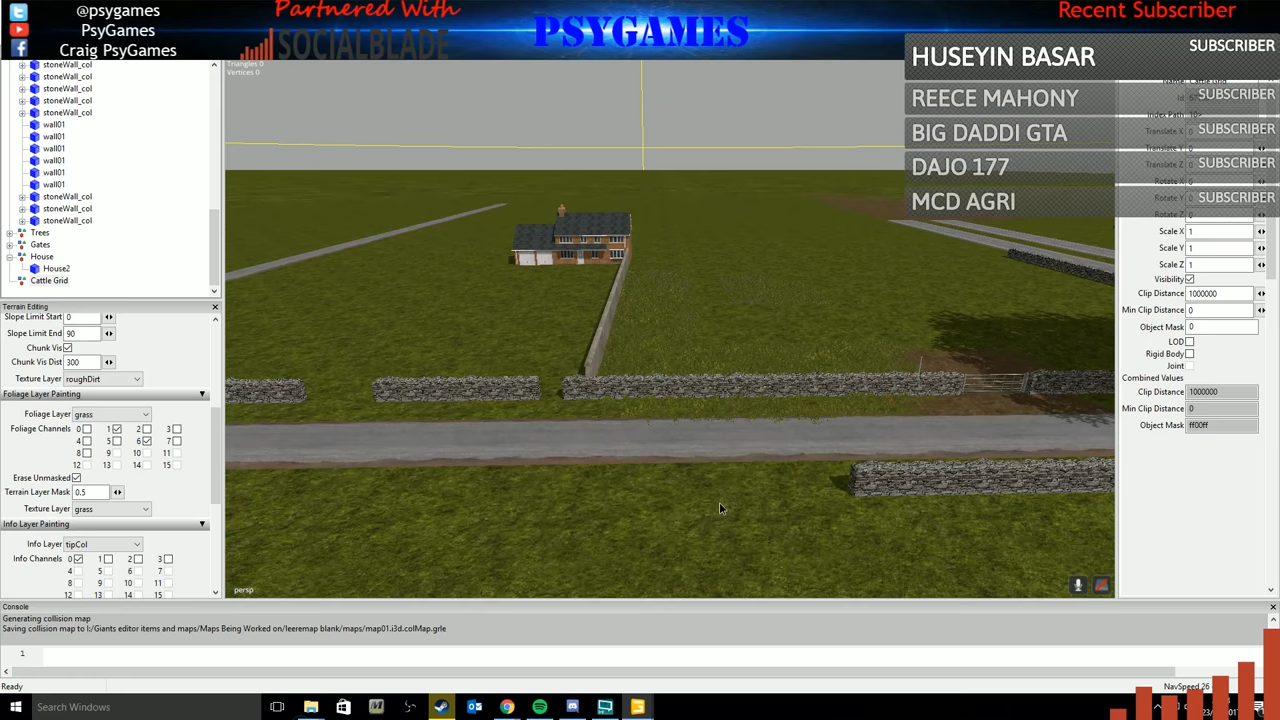 @psygames
PsyGames
Craig PsyGames
Partnered With
SOCIALBLADE
PSYGAMES
Recent Subscriber
HUSEYIN BASAR SUBSCRIBER
REECE MAHONY SUBSCRIBER
BIG DADDI GTA SUBSCRIBER
DAJO 177 SUBSCRIBER
MCD AGRI SUBSCRIBER
stoneWall_col
stoneWall_col
stoneWall_col
stoneWall_col
stoneWall_col
wall01
wall01
wall01
wall01
wall01
wall01
stoneWall_col
stoneWall_col
stoneWall_col
Trees
Gates
House
House2
Cattle Grid
Terrain Editing
Slope Limit Start 0
Slope Limit End 90
Chunk Vis
Chunk Vis Dist 300
Texture Layer roughDirt
Foliage Layer Painting
Foliage Layer grass
Foliage Channels 0 1 2 3
4 5 6 7
8 9 10 11
12 13 14 15
Erase Unmasked
Terrain Layer Mask 0.5
Texture Layer grass
Info Layer Painting
Info Layer tipCol
Info Channels 0 1 2 3
4 5 6 7
8 9 10 11
12 13 14 15
Triangles 0
Vertices 0
persp
Scale X 1
Scale Y 1
Scale Z 1
Visibility
Clip Distance 1000000
Min Clip Distance 0
Object Mask 0
LOD
Rigid Body
Joint
Combined Values
Clip Distance 1000000
Min Clip Distance 0
Object Mask ff00ff
Console
Generating collision map
Saving collision map to I:/Giants editor items and maps/Maps Being Worked on/leeremap blank/maps/map01.i3d.colMap.grle
1
Ready
NavSpeed 26
Search Windows